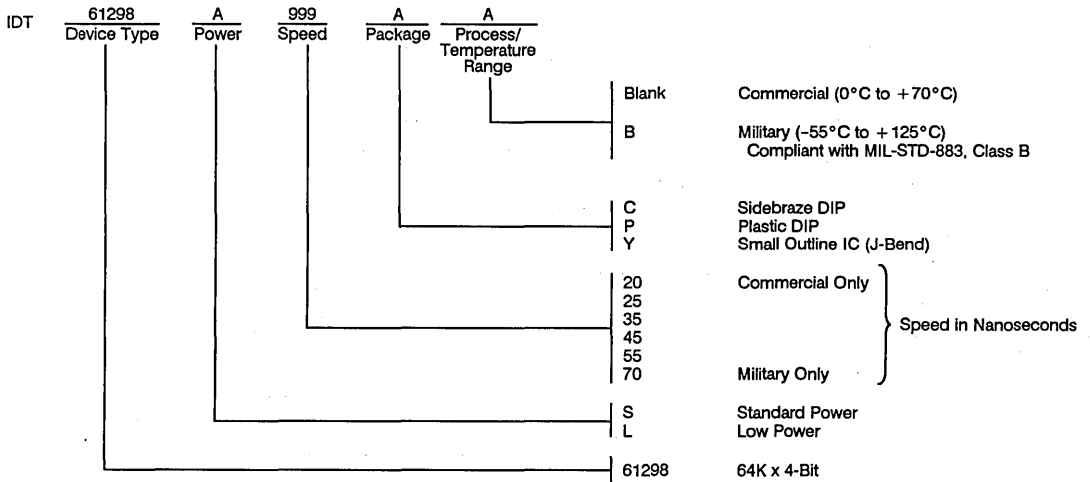 IDT 61298 A 999 A A
Device Type Power Speed Package Process/
Temperature
Range
Blank Commercial (0°C to +70°C)
B Military (–55°C to +125°C)
Compliant with MIL-STD-883, Class B
C Sidebraze DIP
P Plastic DIP
Y Small Outline IC (J-Bend)
20 Commercial Only
25
35
45
55
70 Military Only
Speed in Nanoseconds
S Standard Power
L Low Power
61298 64K x 4-Bit